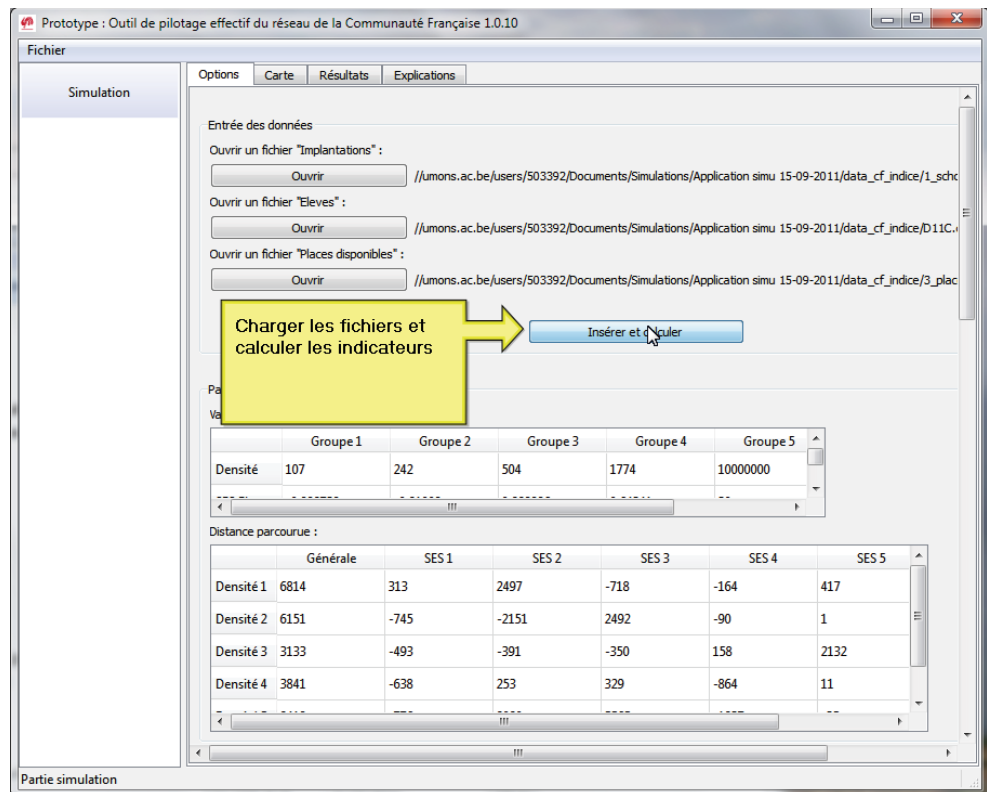 Prototype : Outil de pilotage effectif du réseau de la Communauté Française 1.0.10
Fichier
Simulation
Options Carte Résultats Explications
Entrée des données
Ouvrir un fichier "Implantations" :
Ouvrir //umons.ac.be/users/503392/Documents/Simulations/Application simu 15-09-2011/data_cf_indice/1_scho
Ouvrir un fichier "Eleves" :
Ouvrir //umons.ac.be/users/503392/Documents/Simulations/Application simu 15-09-2011/data_cf_indice/D11C.
Ouvrir un fichier "Places disponibles" :
Ouvrir //umons.ac.be/users/503392/Documents/Simulations/Application simu 15-09-2011/data_cf_indice/3_plac
Charger les fichiers et
calculer les indicateurs
Insérer et calculer
Pa
Va
Groupe 1 Groupe 2 Groupe 3 Groupe 4 Groupe 5
Densité 107 242 504 1774 10000000
Distance parcourue :
Générale SES 1 SES 2 SES 3 SES 4 SES 5
Densité 1 6814 313 2497 -718 -164 417
Densité 2 6151 -745 -2151 2492 -90 1
Densité 3 3133 -493 -391 -350 158 2132
Densité 4 3841 -638 253 329 -864 11
Partie simulation